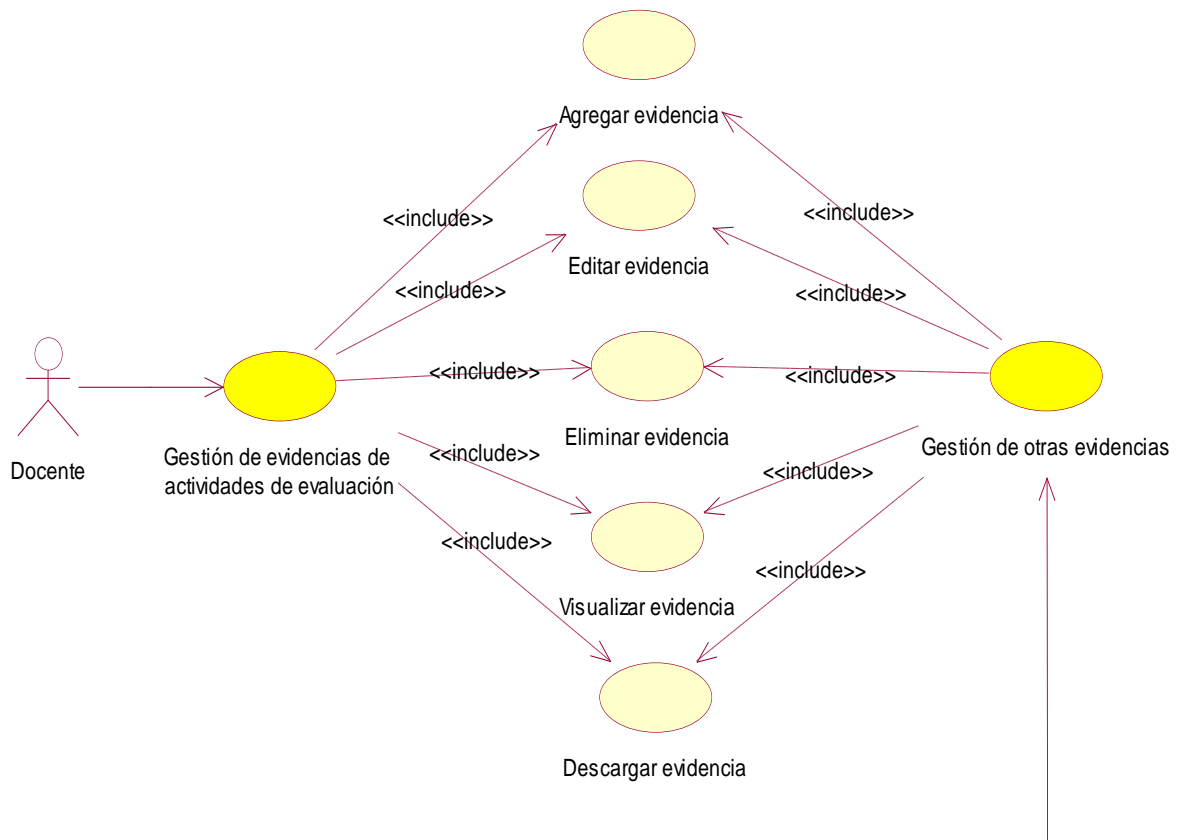 Agregar evidencia
<<include>>
<<include>>
Editar evidencia
<<include>>
<<include>>
<<include>>
<<include>>
Eliminar evidencia
Gestión de otras evidencias
Gestión de evidencias de
actividades de evaluación
Docente
<<include>>
<<include>>
<<include>>
<<include>>
Visualizar evidencia
Descargar evidencia